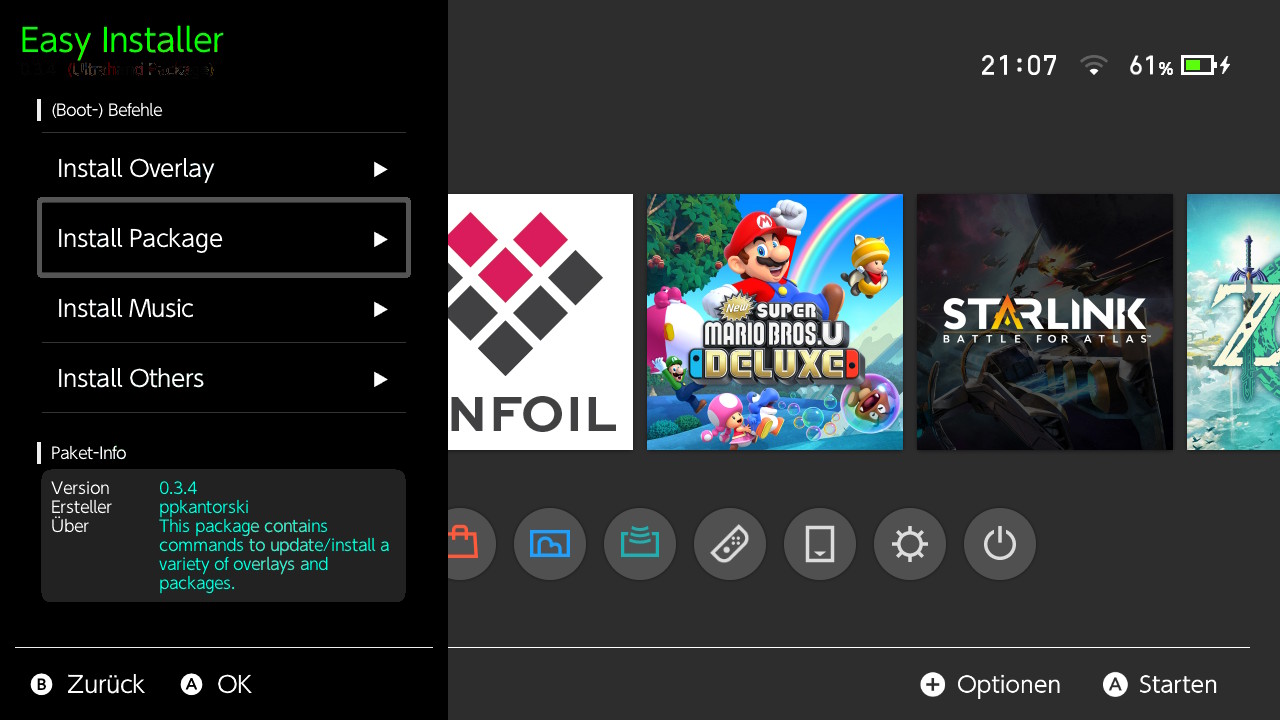 Easy Installer
(Ultrahand Package)
(Boot-) Befehle
Install Overlay
Install Package
Install Music
Install Others
Paket-Info
Version 0.3.4
Ersteller ppkantorski
Über This package contains
commands to update/install a
variety of overlays and
packages.
B Zurück A OK
21:07 61%
NFOIL
New
SUPER
MARIO BROS.U
DELUXE
STARLINK
BATTLE FOR ATLAS
Z
+ Optionen A Starten